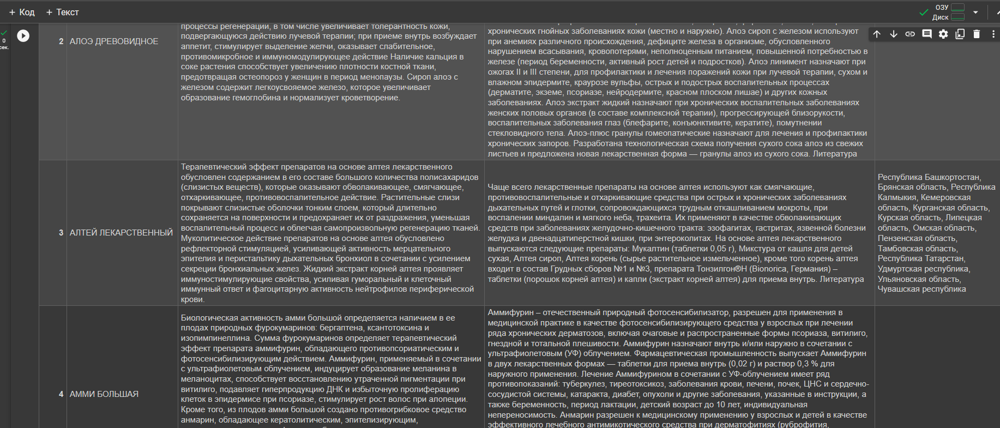 + Код + Текст
ОЗУ
Диск
0
сек.
2 АЛОЭ ДРЕВОВИДНОЕ
процессы регенерации, в том числе увеличивает толерантность кожи,
подвергающуюся действию лучевой терапии; при приеме внутрь возбуждает
аппетит, стимулирует выделение желчи, оказывает слабительное,
противомикробное и иммуномодулирующее действие Наличие кальция в
соке растения способствует увеличению плотности костной ткани,
предотвращая остеопороз у женщин в период менопаузы. Сироп алоэ с
железом содержит легкоусвояемое железо, которое увеличивает
образование гемоглобина и нормализует кроветворение.
хронических гнойных заболеваниях кожи (местно и наружно). Алоэ сироп с железом используют
при анемиях различного происхождения, дефиците железа в организме, обусловленного
нарушением всасывания, кровопотерями, неполноценным питанием, повышенной потребностью в
железе (период беременности, активный рост детей и подростков). Алоэ линимент назначают при
ожогах II и III степени, для профилактики и лечения поражений кожи при лучевой терапии, сухом и
влажном эпидермите, краурозе вульфы, острых и подострых воспалительных процессах
(дерматите, экземе, псориазе, нейродермите, красном плоском лишае) и других кожных
заболеваниях. Алоэ экстракт жидкий назначают при хронических воспалительных заболеваниях
женских половых органов (в составе комплексной терапии), прогрессирующей близорукости,
воспалительных заболевания глаз (блефарите, конъюнктивите, кератите), помутнении
стекловидного тела. Алоэ-плюс гранулы гомеопатические назначают для лечения и профилактики
хронических запоров. Разработана технологическая схема получения сухого сока алоэ из свежих
листьев и предложена новая лекарственная форма — гранулы алоэ из сухого сока. Литература
3 АЛТЕЙ ЛЕКАРСТВЕННЫЙ
Терапевтический эффект препаратов на основе алтея лекарственного
обусловлен содержанием в его составе большого количества полисахаридов
(слизистых веществ), которые оказывают обволакивающее, смягчающее,
отхаркивающее, противовоспалительное действие. Растительные слизи
покрывают слизистые оболочки тонким слоем, который длительно
сохраняется на поверхности и предохраняет их от раздражения, уменьшая
воспалительный процесс и облегчая самопроизвольную регенерацию тканей.
Муколитическое действие препаратов на основе алтея обусловлено
рефлекторной стимуляцией, усиливающей активность мерцательного
эпителия и перистальтику дыхательных бронхиол в сочетании с усилением
секреции бронхиальных желез. Жидкий экстракт корней алтея проявляет
иммуностимулирующие свойства, усиливая гуморальный и клеточный
иммунный ответ и фагоцитарную активность нейтрофилов периферической
крови.
Чаще всего лекарственные препараты на основе алтея используют как смягчающие,
противовоспалительные и отхаркивающие средства при острых и хронических заболеваниях
дыхательных путей и глотки, сопровождающихся трудным откашливанием мокроты, при
воспалении миндалин и мягкого неба, трахеита. Их применяют в качестве обволакивающих
средств при заболеваниях желудочно-кишечного тракта: эзофагитах, гастритах, язвенной болезни
желудка и двенадцатиперстной кишки, при энтероколитах. На основе алтея лекарственного
выпускаются следующие препараты: Мукалтин (таблетки 0,05 г), Микстура от кашля для детей
сухая, Алтея сироп, Алтея корень (сырье растительное измельченное), кроме того корень алтея
входит в состав Грудных сборов №1 и №3, препарата Тонзилгон®Н (Bionorica, Германия) –
таблетки (порошок корней алтея) и капли (экстракт корней алтея) для приема внутрь. Литература
Республика Башкортостан,
Брянская область, Республика
Калмыкия, Кемеровская
область, Курганская область,
Курская область, Липецкая
область, Омская область,
Пензенская область,
Тамбовская область,
Республика Татарстан,
Удмуртская республика,
Ульяновская область,
Чувашская республика
4 АММИ БОЛЬШАЯ
Биологическая активность амми большой определяется наличием в ее
плодах природных фурокумаринов: бергаптена, ксантотоксина и
изопимпинеллина. Сумма фурокумаринов определяет терапевтический
эффект препарата аммифурин, обладающего противопсориатическим и
фотосенсибилизирующим действием. Аммифурин, применяемый в сочетании
с ультрафиолетовым облучением, индуцирует образование меланина в
меланоцитах, способствует восстановлению утраченной пигментации при
витилиго, подавляет гиперпродукцию ДНК и избыточную пролиферацию
клеток в эпидермисе при псориазе, стимулирует рост волос при алопеции.
Кроме того, из плодов амми большой создано противогрибковое средство
анмарин, обладающее кератолитическим, эпителизирующим,
Аммифурин – отечественный природный фотосенсибилизатор, разрешен для применения в
медицинской практике в качестве фотосенсибилизирующего средства у взрослых при лечении
ряда хронических дерматозов, включая очаговые и распространенные формы псориаза, витилиго,
гнездной и тотальной плешивости. Аммифурин назначают внутрь и/или наружно в сочетании с
ультрафиолетовым (УФ) облучением. Фармацевтическая промышленность выпускает Аммифурин
в двух лекарственных формах — таблетки для приема внутрь (0,02 г) и раствор 0,3 % для
наружного применения. Лечение Аммифурином в сочетании с УФ-облучением имеет ряд
противопоказаний: туберкулез, тиреотоксикоз, заболевания крови, печени, почек, ЦНС и сердечно-
сосудистой системы, катаракта, диабет, опухоли и другие заболевания, указанные в инструкции, а
также беременность, период лактации, детский возраст до 10 лет, индивидуальная
непереносимость. Анмарин разрешен к медицинскому применению у взрослых и детей в качестве
эффективного лечебного антимикотического средства при дерматофитиях (руброфития,